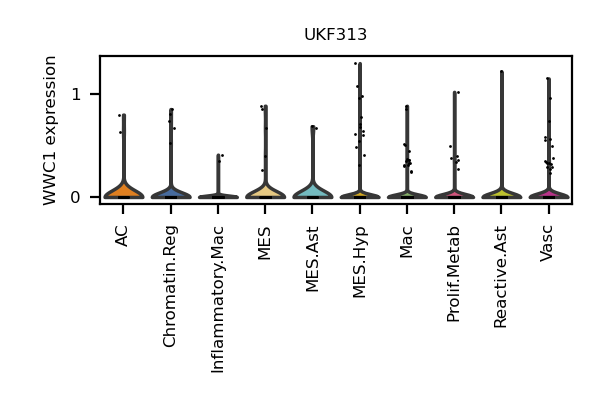 UKF313
WWC1 expression
1
0
AC
Chromatin.Reg
Inflammatory.Mac
MES
MES.Ast
MES.Hyp
Mac
Prolif.Metab
Reactive.Ast
Vasc